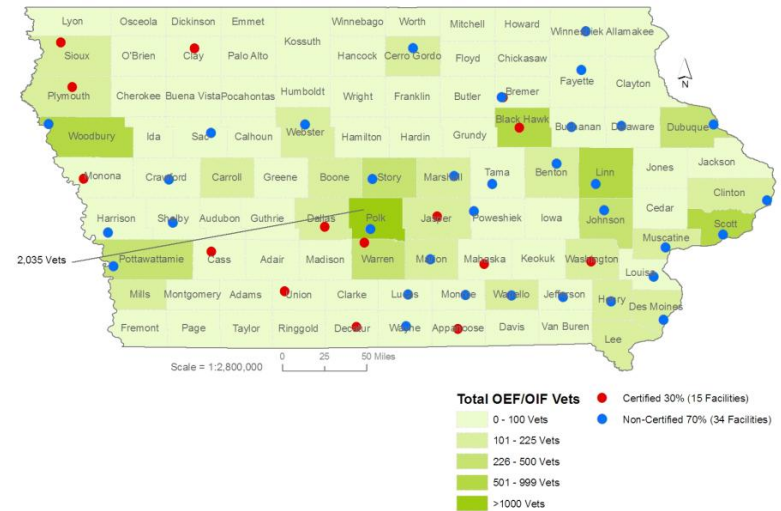 Lyon Osceola Dickinson Emmet Winnebago Worth Mitchell Howard Winneshiek Allamakee
Kossuth
Sioux O'Brien Clay Palo Alto Hancock Cerro Gordo Floyd Chickasaw
Fayette Clayton
N
Plymouth Cherokee Buena Vista Pocahontas Humboldt Wright Franklin Butler Bremer
Black Hawk
Woodbury Ida Sac Calhoun Webster Hamilton Hardin Grundy Buchanan Delaware Dubuque
Monona Crawford Carroll Greene Boone Story Marshall Tama Benton Linn Jones Jackson
Clinton
Cedar
Harrison Shelby Audubon Guthrie Dallas Polk Jasper Poweshiek Iowa Johnson Scott
Muscatine
2,035 Vets
Pottawattamie Cass Adair Madison Warren Marion Mahaska Keokuk Washington
Louisa
Mills Montgomery Adams Union Clarke Lucas Monroe Wapello Jefferson Henry Des Moines
Fremont Page Taylor Ringgold Decatur Wayne Appanoose Davis Van Buren
Lee
Scale = 1:2,800,000
0 25 50 Miles
Total OEF/OIF Vets
0 - 100 Vets
101 - 225 Vets
226 - 500 Vets
501 - 999 Vets
>1000 Vets
Certified 30% (15 Facilities)
Non-Certified 70% (34 Facilities)